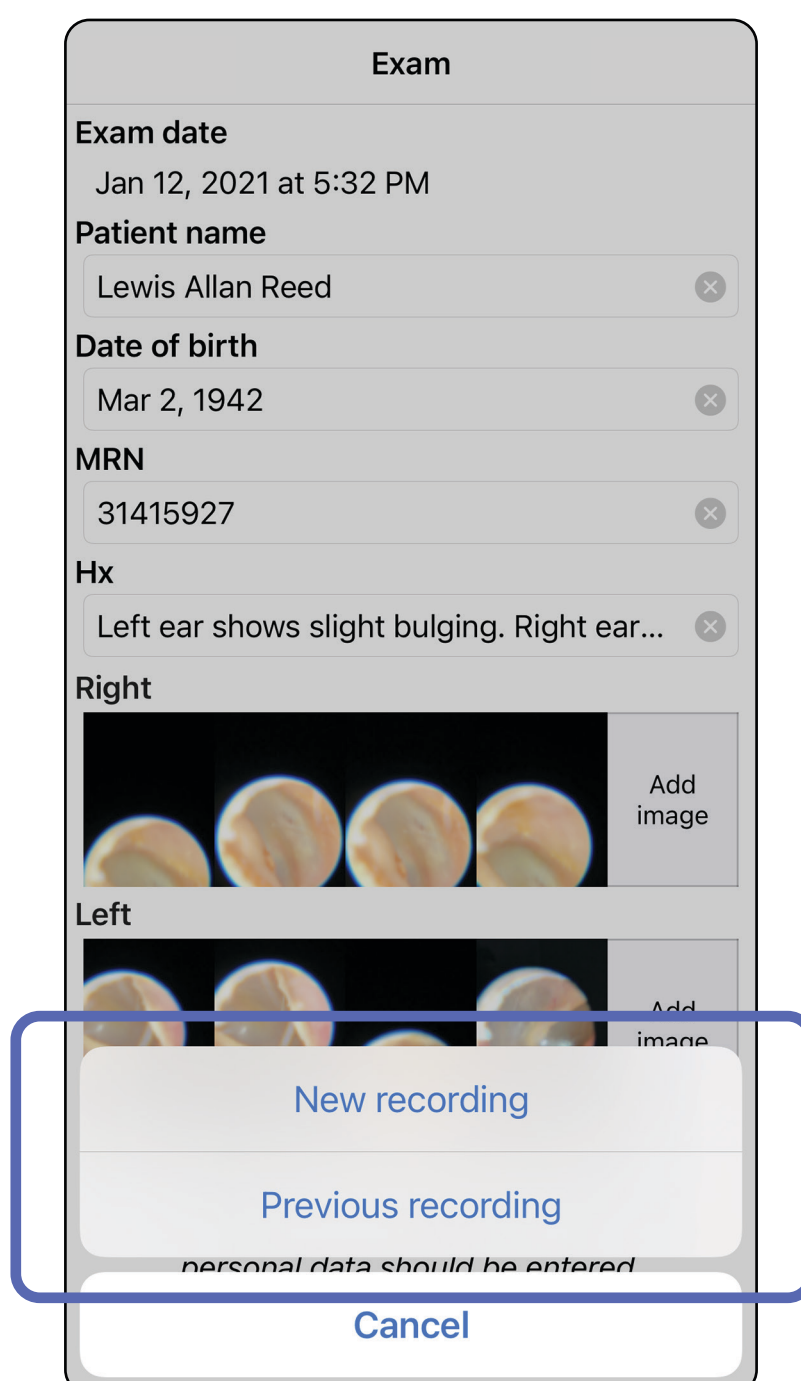 Exam
Exam date
Jan 12, 2021 at 5:32 PM
Patient name
Lewis Allan Reed
Date of birth
Mar 2, 1942
MRN
31415927
Hx
Left ear shows slight bulging. Right ear...
Right
Add
image
Left
Add
image
New recording
Previous recording
personal data should be entered
Cancel